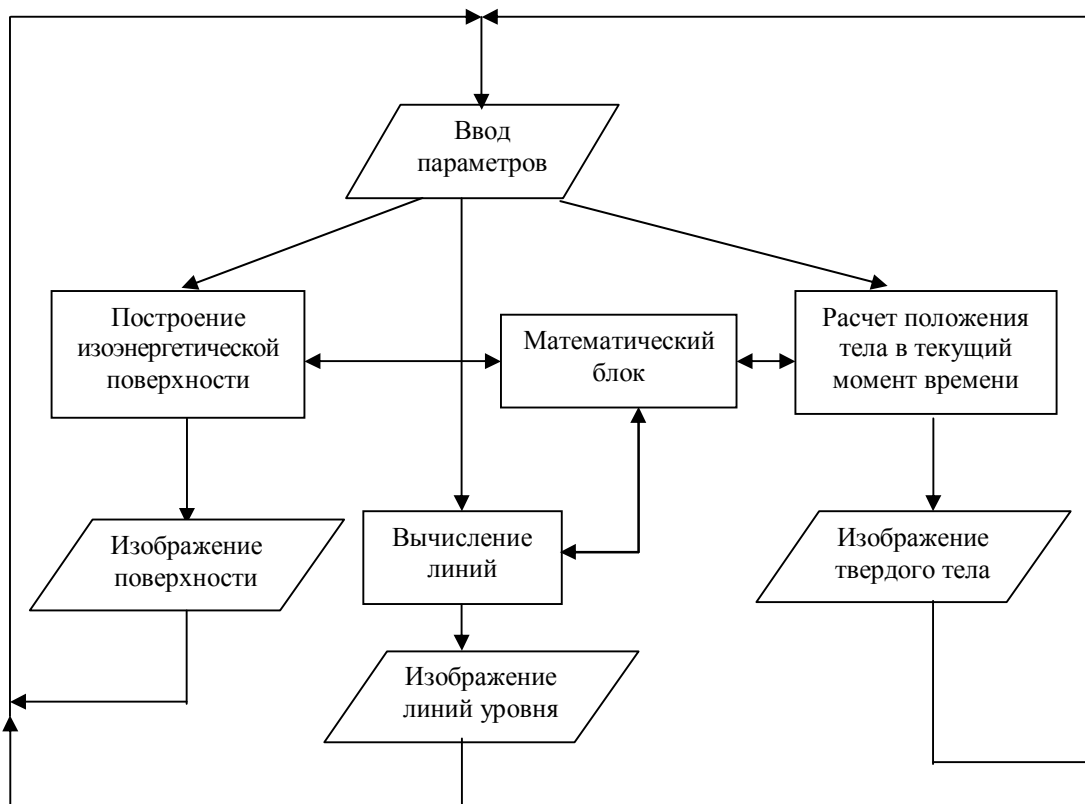 Ввод
параметров
Построение
изоэнергетической
поверхности
Математический
блок
Расчет положения
тела в текущий
момент времени
Изображение
поверхности
Вычисление
линий
Изображение
твердого тела
Изображение
линий уровня